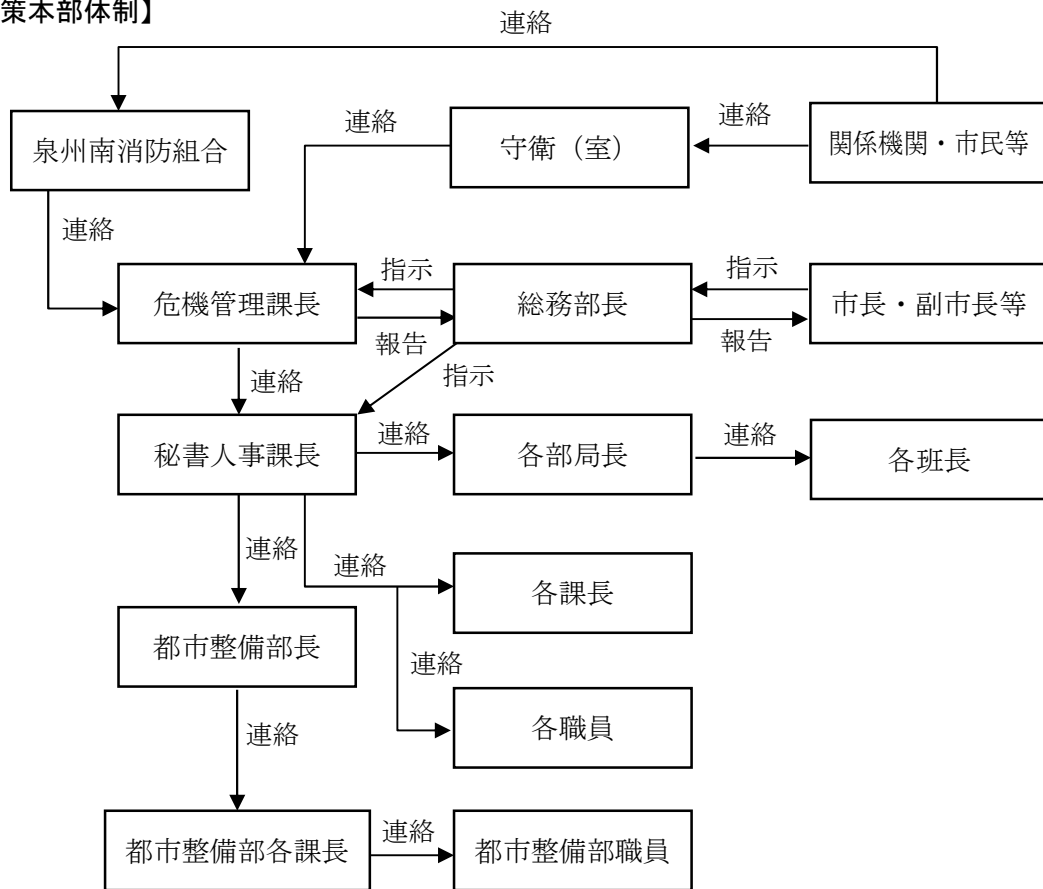 策本部体制】
連絡
泉州南消防組合
連絡
守衛（室）
連絡
関係機関・市民等
連絡
危機管理課長
指示
報告
総務部長
指示
報告
市長・副市長等
連絡
指示
秘書人事課長
連絡
各部局長
連絡
各班長
連絡
連絡
各課長
都市整備部長
連絡
各職員
連絡
都市整備部各課長
連絡
都市整備部職員